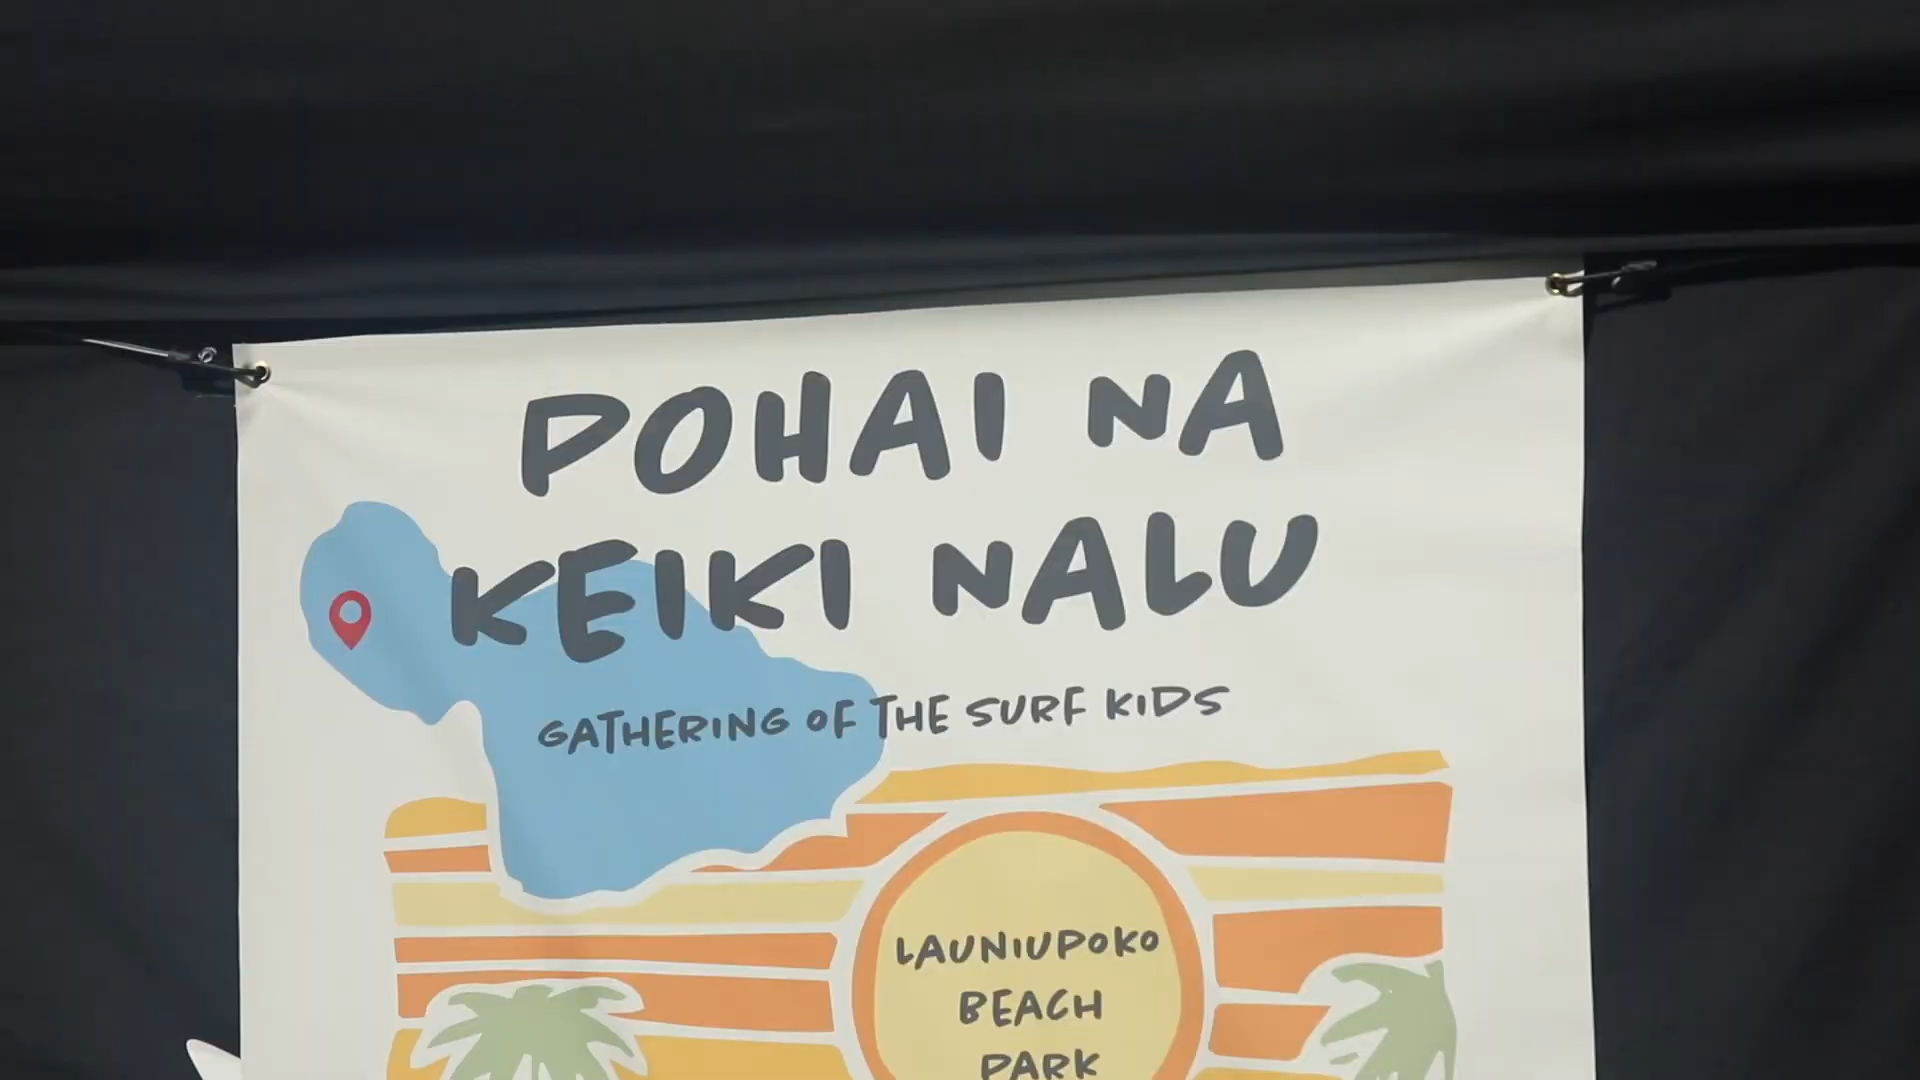 POHAI NA
KEIKI NALU
GATHERING OF THE SURF KIDS
LAUNIUPOKO
BEACH
PARK